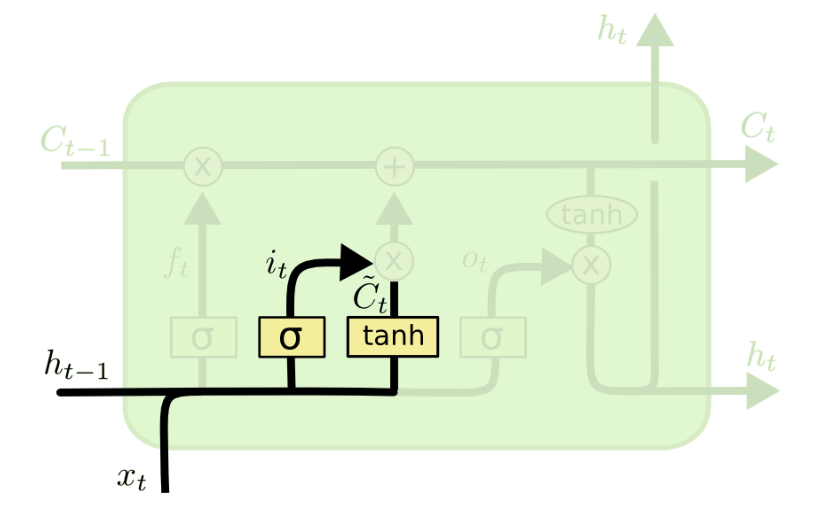 h_t
C_{t-1}
C_t
x
+
tanh
f_t
i_t
x
o_t
x
C̃_t
σ
σ
tanh
σ
h_{t-1}
h_t
x_t